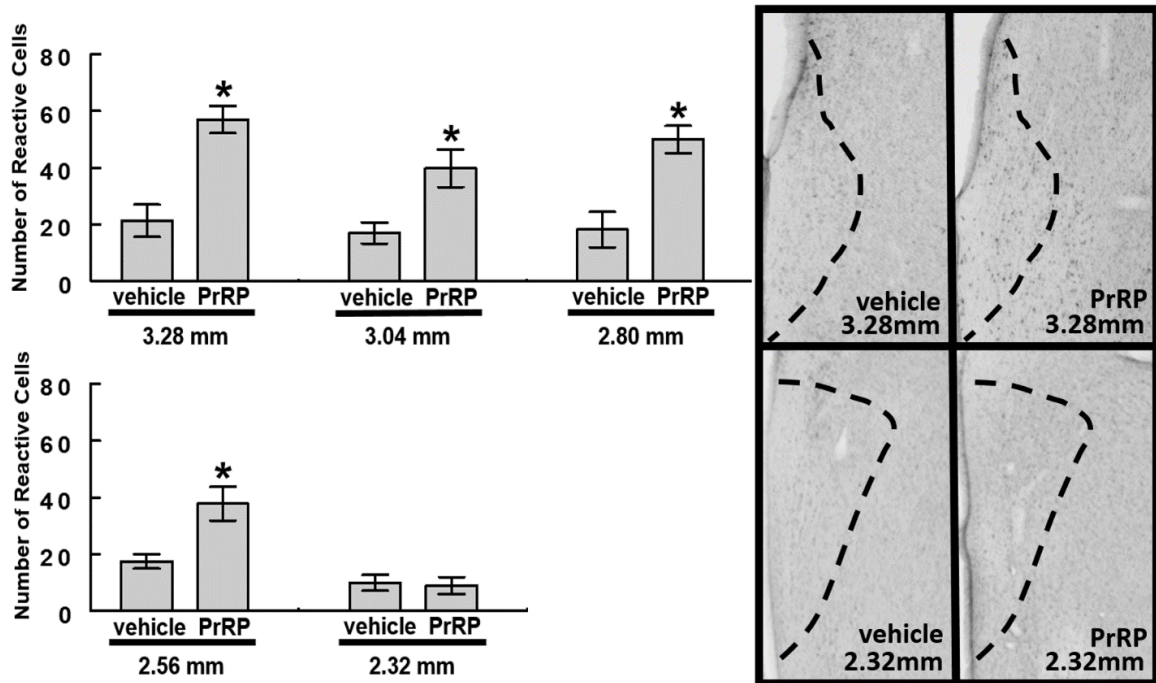 Number of Reactive Cells
80
60
40
20
0
*
*
*
vehicle PrRP vehicle PrRP vehicle PrRP
3.28 mm 3.04 mm 2.80 mm
Number of Reactive Cells
80
60
40
20
0
*
vehicle PrRP vehicle PrRP
2.56 mm 2.32 mm
vehicle
3.28mm
PrRP
3.28mm
vehicle
2.32mm
PrRP
2.32mm